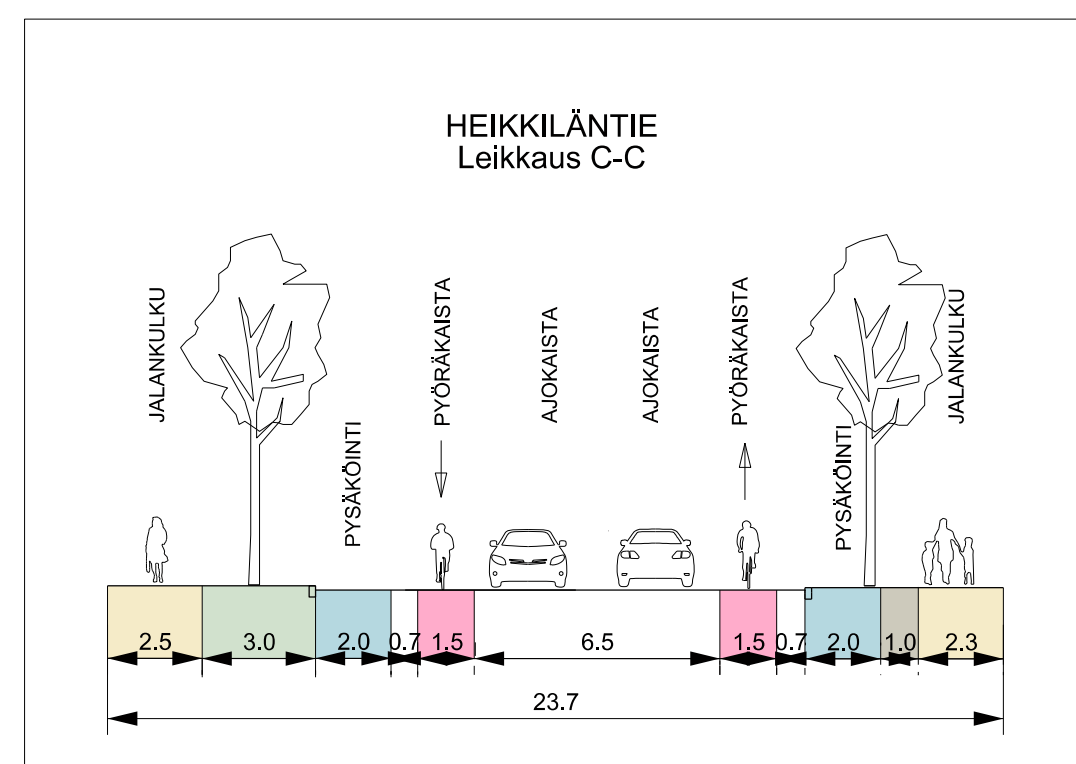 HEIKKILÄNTIE
Leikkaus C-C
JALANKULKU
PYSÄKÖINTI
PYÖRÄKAISTA
AJOKAISTA
AJOKAISTA
PYÖRÄKAISTA
PYSÄKÖINTI
JALANKULKU
2.5 3.0 2.0 0.7 1.5 6.5 1.5 0.7 2.0 1.0 2.3
23.7